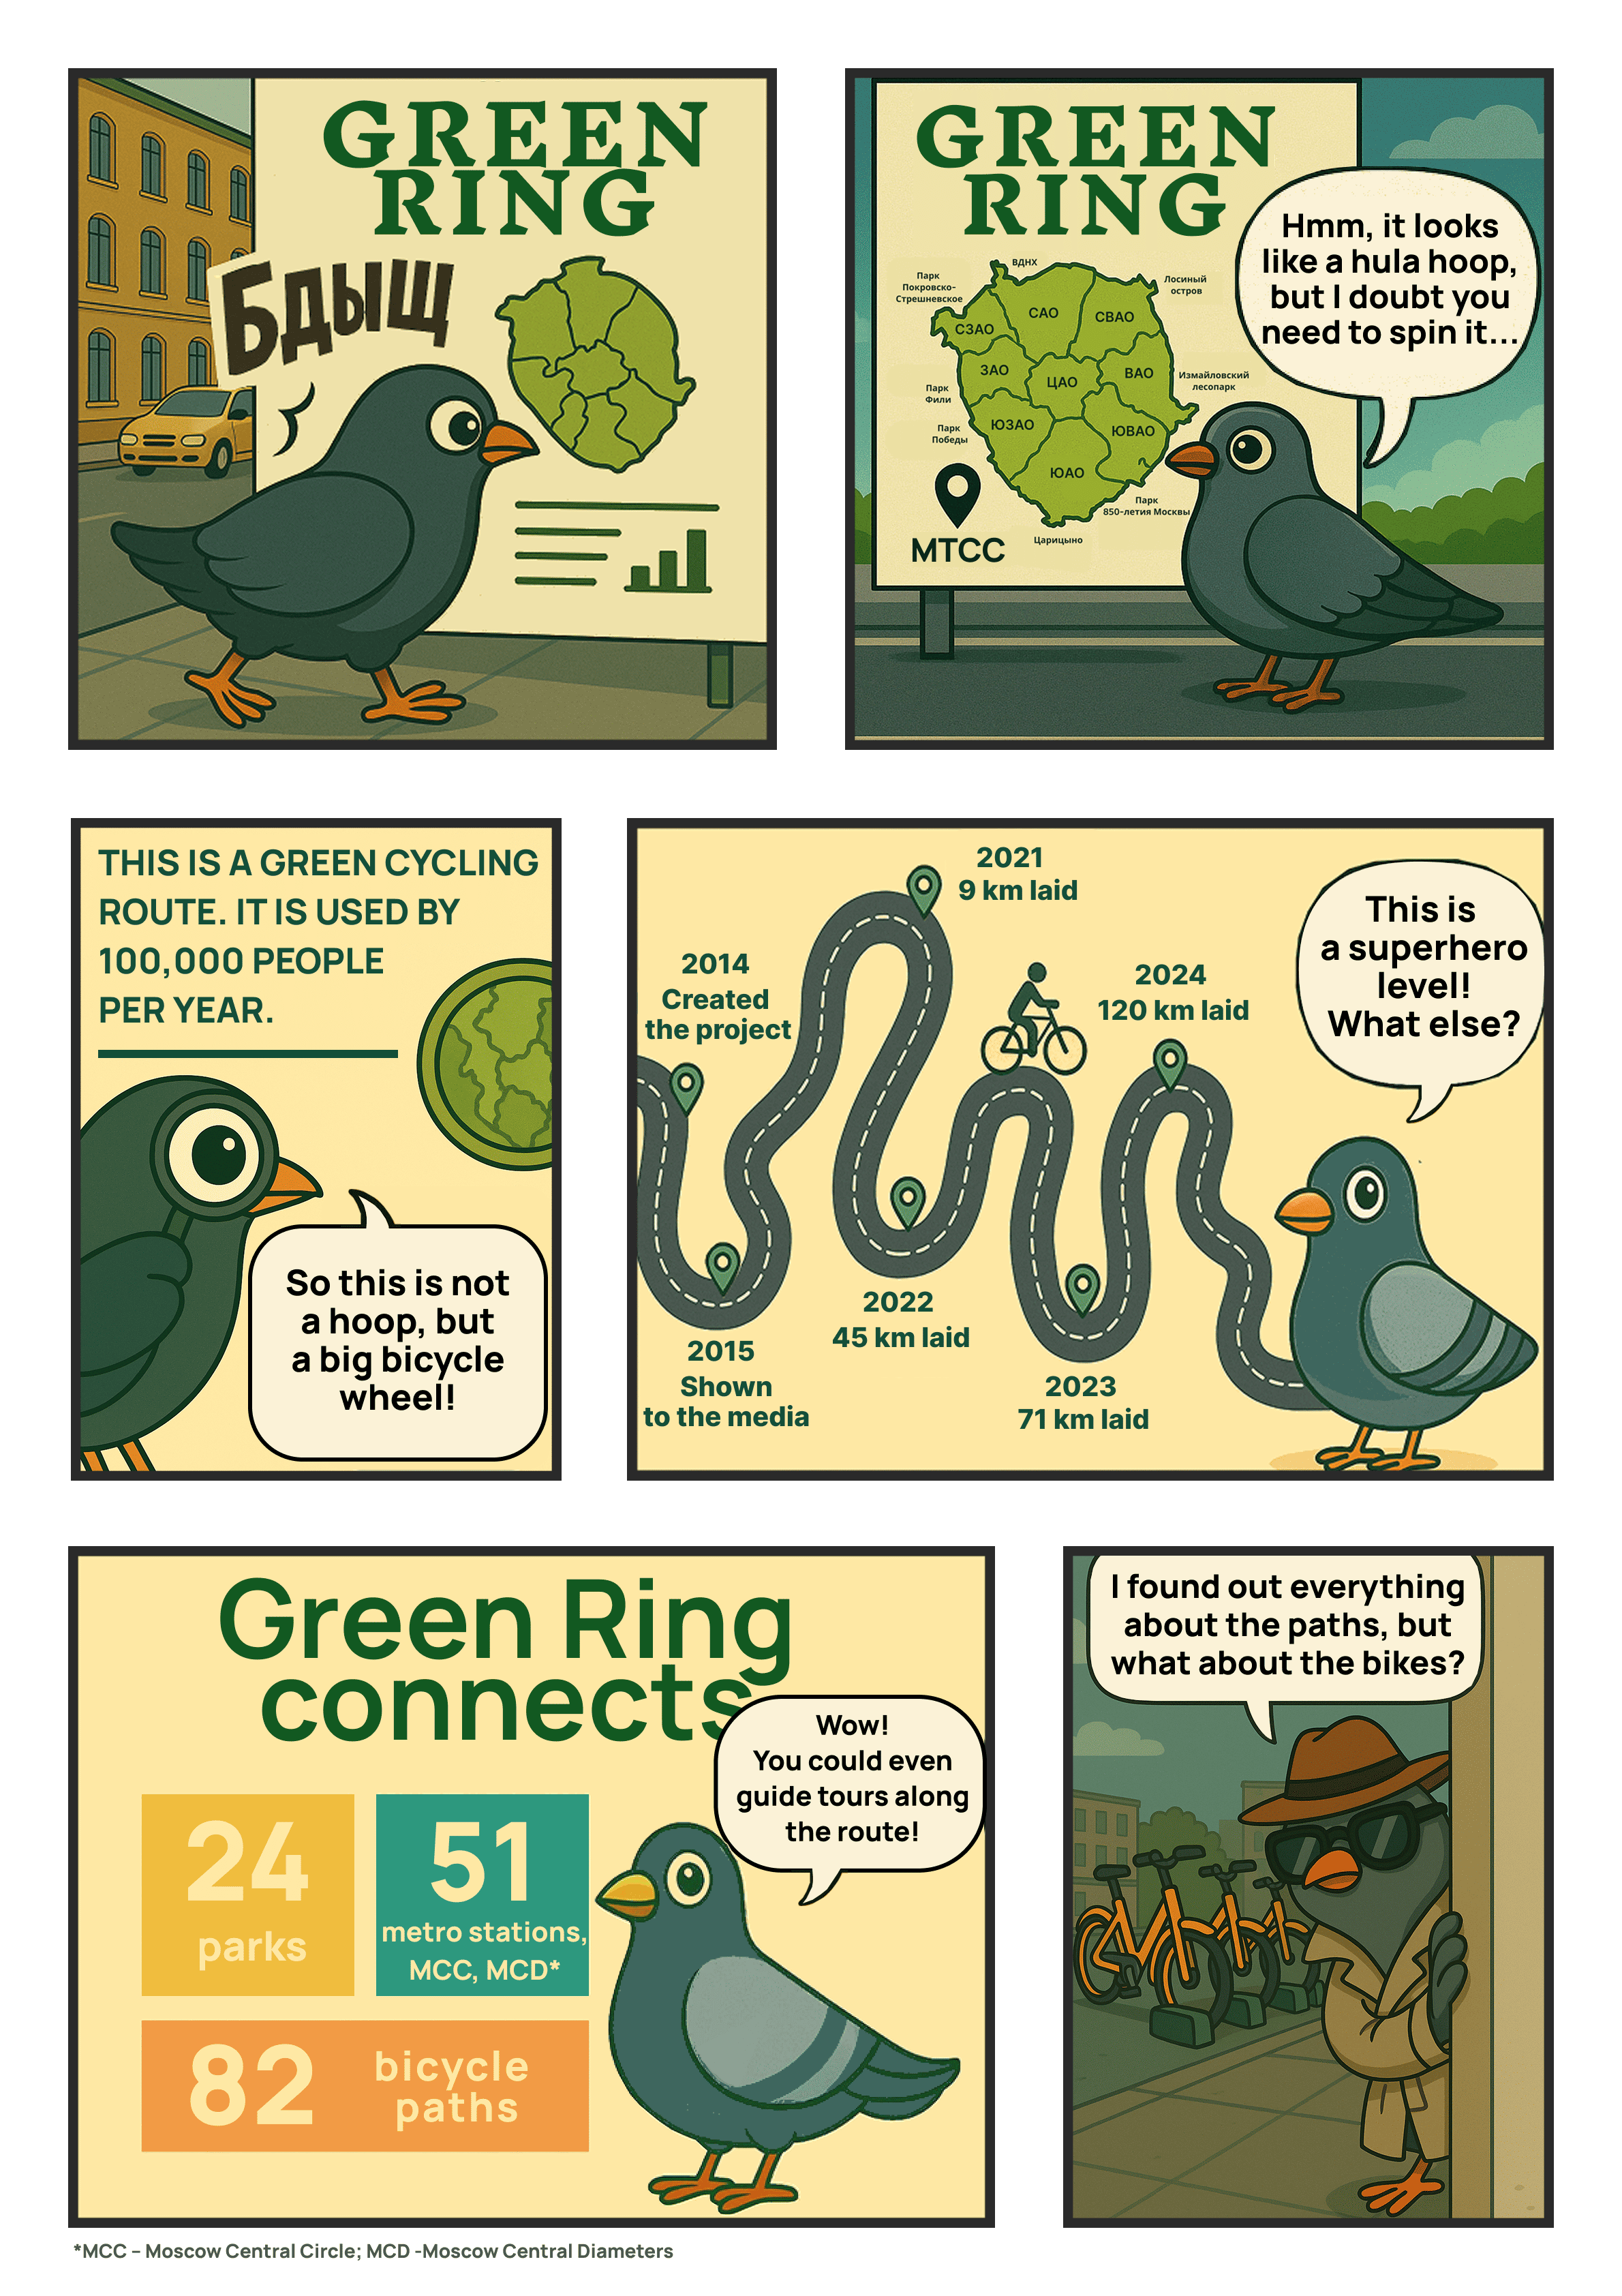 GREEN
RING
Бдыщ
GREEN
RING
Hmm, it looks
like a hula hoop,
but I doubt you
need to spin it...
ВДНХ
Парк
Покровско-
Стрешневское
Лосиный
остров
СЗАО
САО
СВАО
ЗАО
ЦАО
ВАО
Измайловский
лесопарк
Парк
Фили
Парк
Победы
ЮЗАО
ЮВАО
ЮАО
Парк
850-летия Москвы
Царицыно
МТСС
THIS IS A GREEN CYCLING
ROUTE. IT IS USED BY
100,000 PEOPLE
PER YEAR.
So this is not
a hoop, but
a big bicycle
wheel!
2014
Created
the project
2015
Shown
to the media
2021
9 km laid
2022
45 km laid
2023
71 km laid
2024
120 km laid
This is
a superhero
level!
What else?
Green Ring
connects
Wow!
You could even
guide tours along
the route!
24
parks
51
metro stations,
MCC, MCD*
82
bicycle
paths
I found out everything
about the paths, but
what about the bikes?
*MCC – Moscow Central Circle; MCD -Moscow Central Diameters